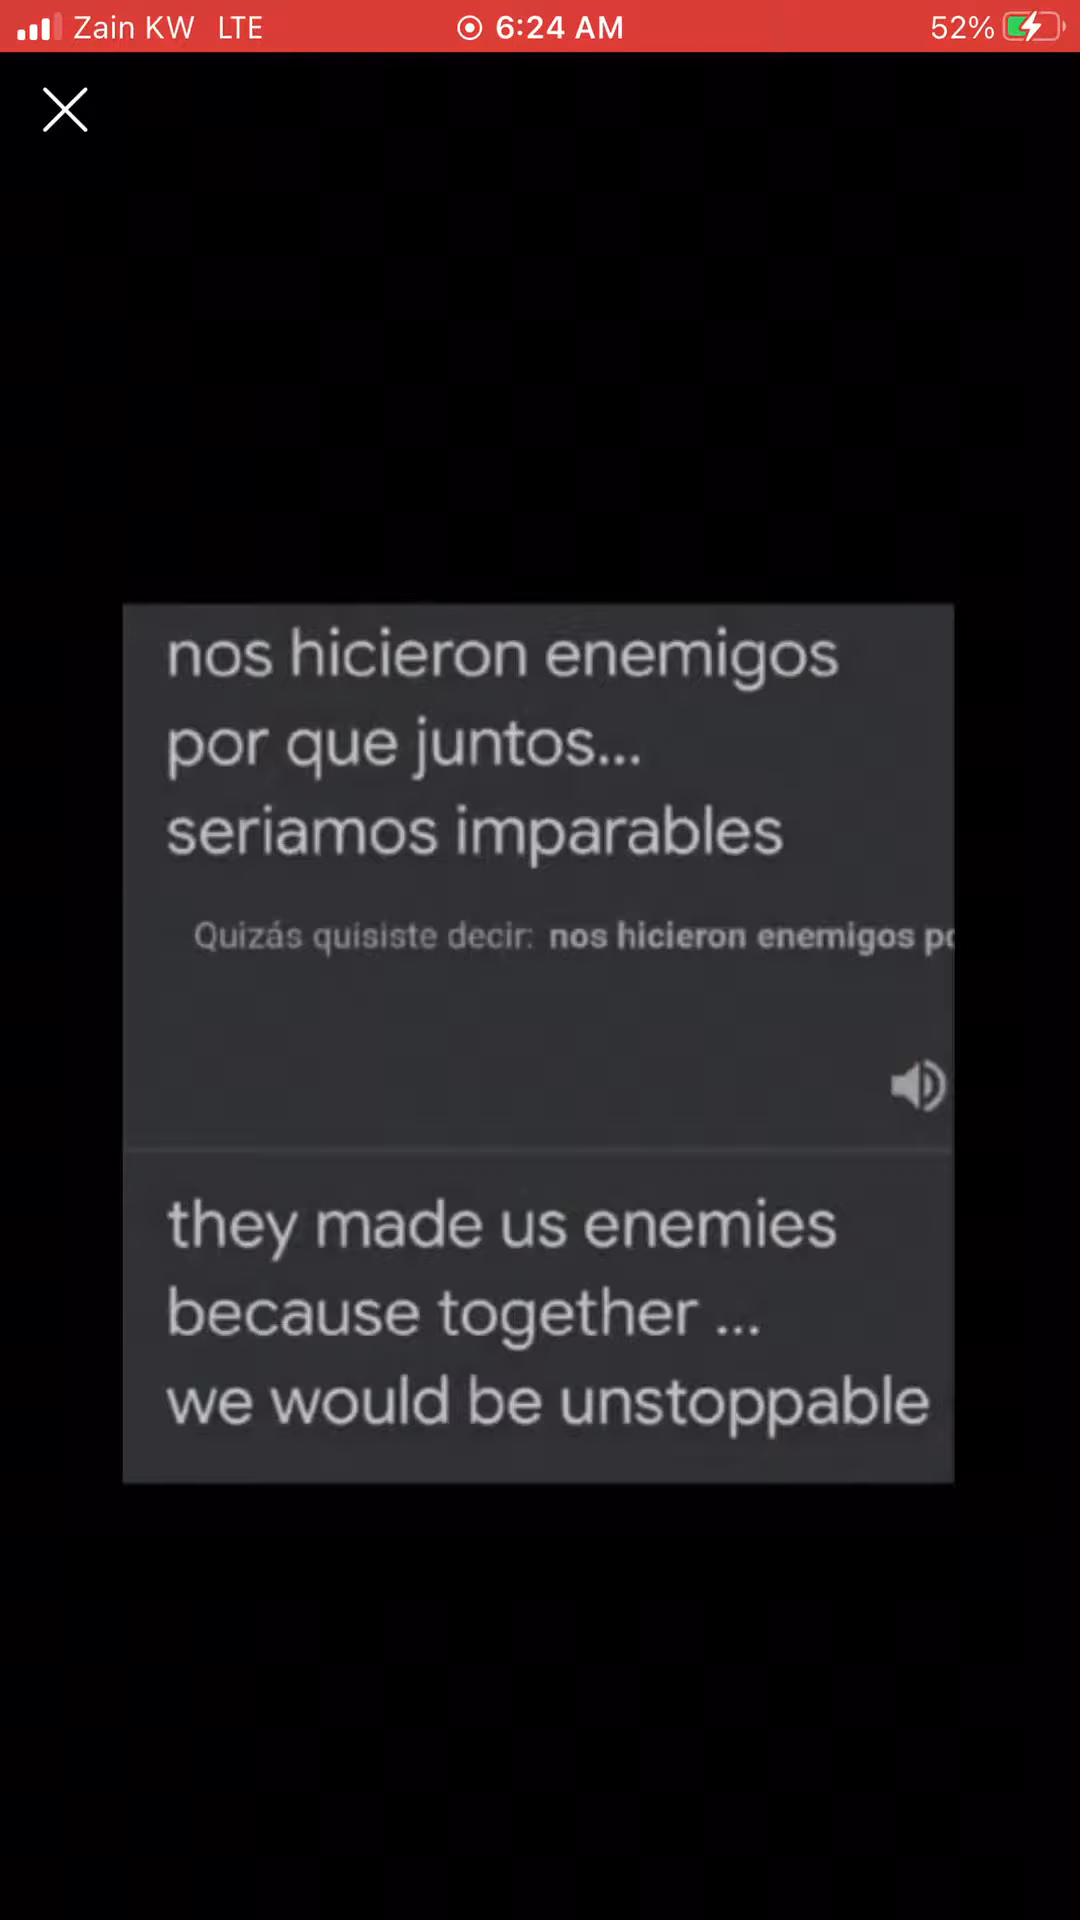 Zain KW LTE 6:24 AM 52%
nos hicieron enemigos
por que juntos...
seriamos imparables
Quizás quisiste decir: nos hicieron enemigos
they made us enemies
because together ...
we would be unstoppable